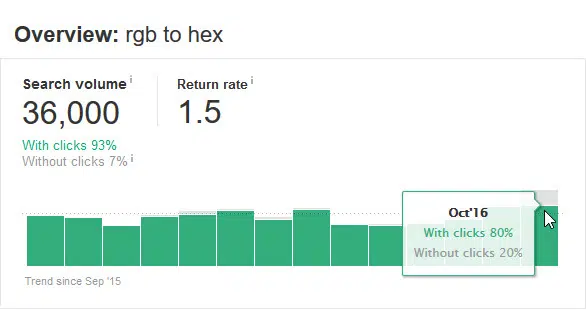 Overview: rgb to hex
Search volume i
Return rate i
36,000
1.5
With clicks 93%
Without clicks 7% i
Oct'16
With clicks 80%
Without clicks 20%
Trend since Sep '15